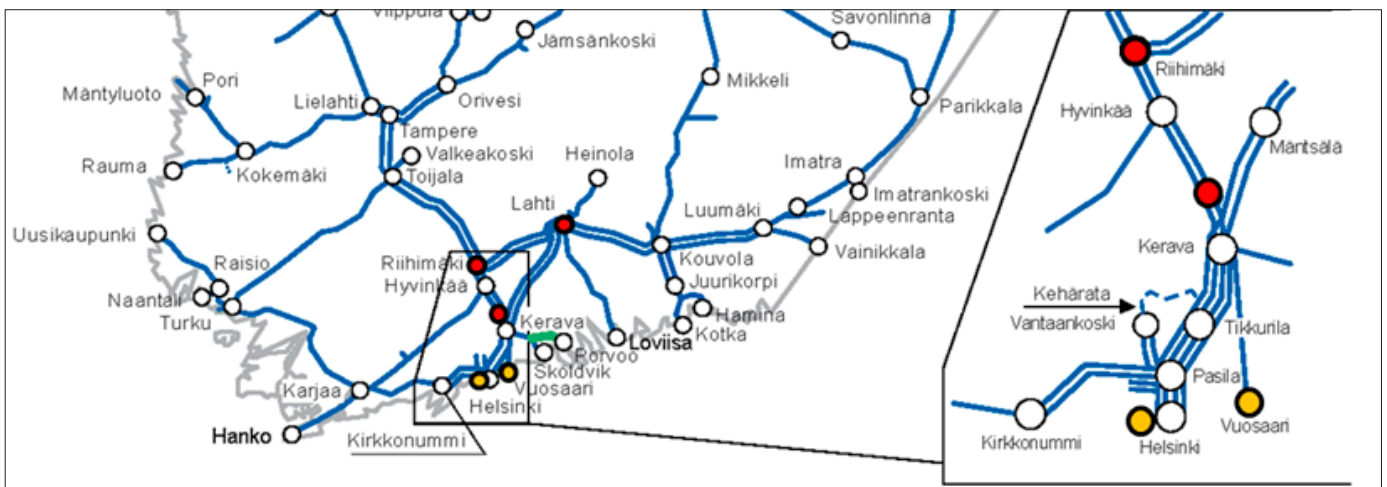 Vilppula
Savonlinna
Jämsänkoski
Riihimäki
Pori
Mikkeli
Mäntyluoto
Lielahti
Orivesi
Parikkala
Hyvinkää
Tampere
Mäntsälä
Valkeakoski
Heinola
Rauma
Kokemäki
Toijala
Imatra
Imatrankoski
Lahti
Luumäki
Lappeenranta
Uusikaupunki
Kouvola
Vainikkala
Kerava
Raisio
Riihimäki
Hyvinkää
Juurikorpi
Naantali
Kehärata
Turku
Kerava
Hamina
Kotka
Vantaankoski
Tikkurila
Porvoo
Loviisa
Sköldvik
Karjaa
Vuosaari
Pasila
Helsinki
Hanko
Kirkkonummi
Kirkkonummi
Helsinki
Vuosaari